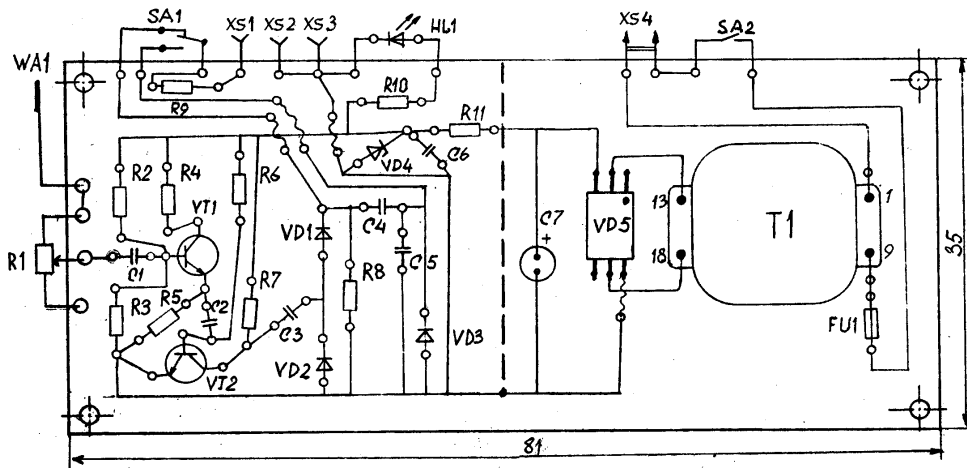 SA1 XS1 XS2 XS3 HL1 XS4 SA2
WA1
R9 R10 R11
R2 R4 R6 VD4 C6
VT1
R1 C1 VD1 C4 C7 + VD5 13 T1 1
R3 R5 C2 R7 C3 R8 C5 18 9
VT2 VD2 VD3 FU1
35
81